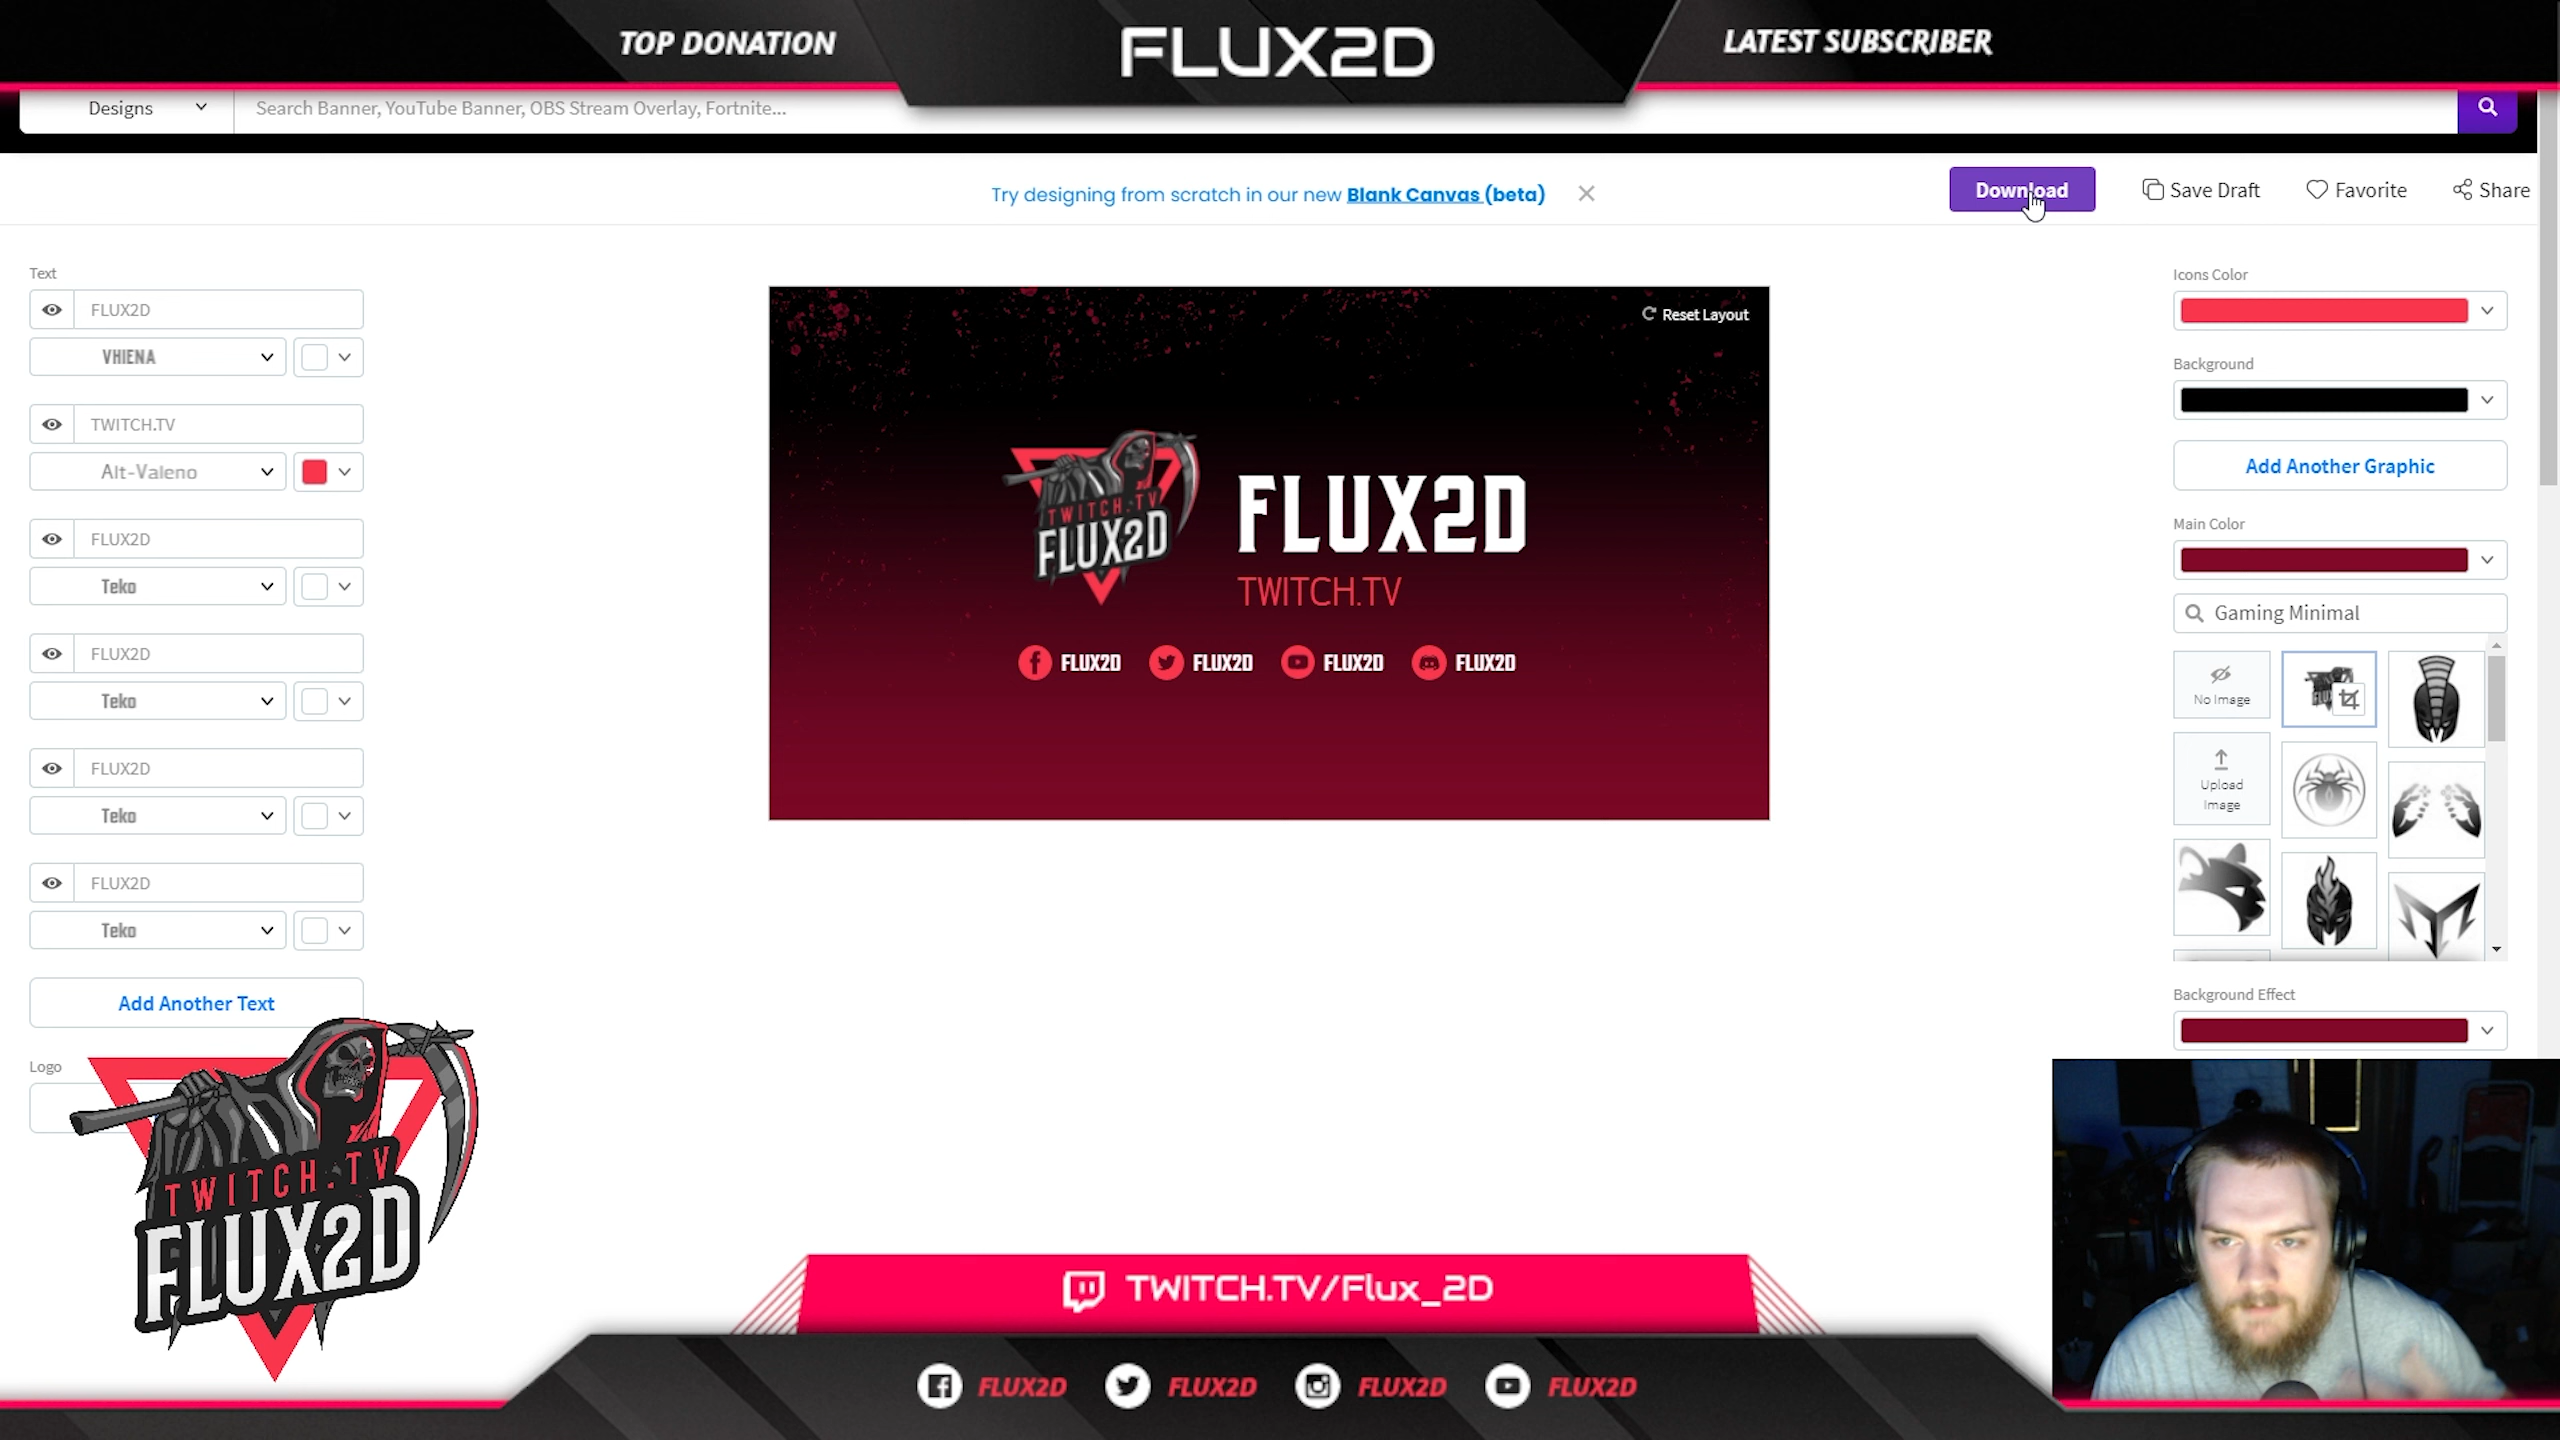 TOP DONATION
FLUX2D
LATEST SUBSCRIBER
Designs
Search Banner, YouTube Banner, OBS Stream Overlay, Fortnite...
Try designing from scratch in our new Blank Canvas (beta)
Download
Save Draft
Favorite
Share
Text
FLUX2D
VHIENA
TWITCH.TV
Alt-Valeno
FLUX2D
Teko
FLUX2D
Teko
FLUX2D
Teko
FLUX2D
Teko
Add Another Text
Logo
Reset Layout
TWITCH.TV
FLUX2D
FLUX2D
TWITCH.TV
FLUX2D
FLUX2D
FLUX2D
FLUX2D
Icons Color
Background
Add Another Graphic
Main Color
Gaming Minimal
No Image
Upload
Image
Background Effect
TWITCH.TV
FLUX2D
TWITCH.TV/Flux_2D
FLUX2D
FLUX2D
FLUX2D
FLUX2D